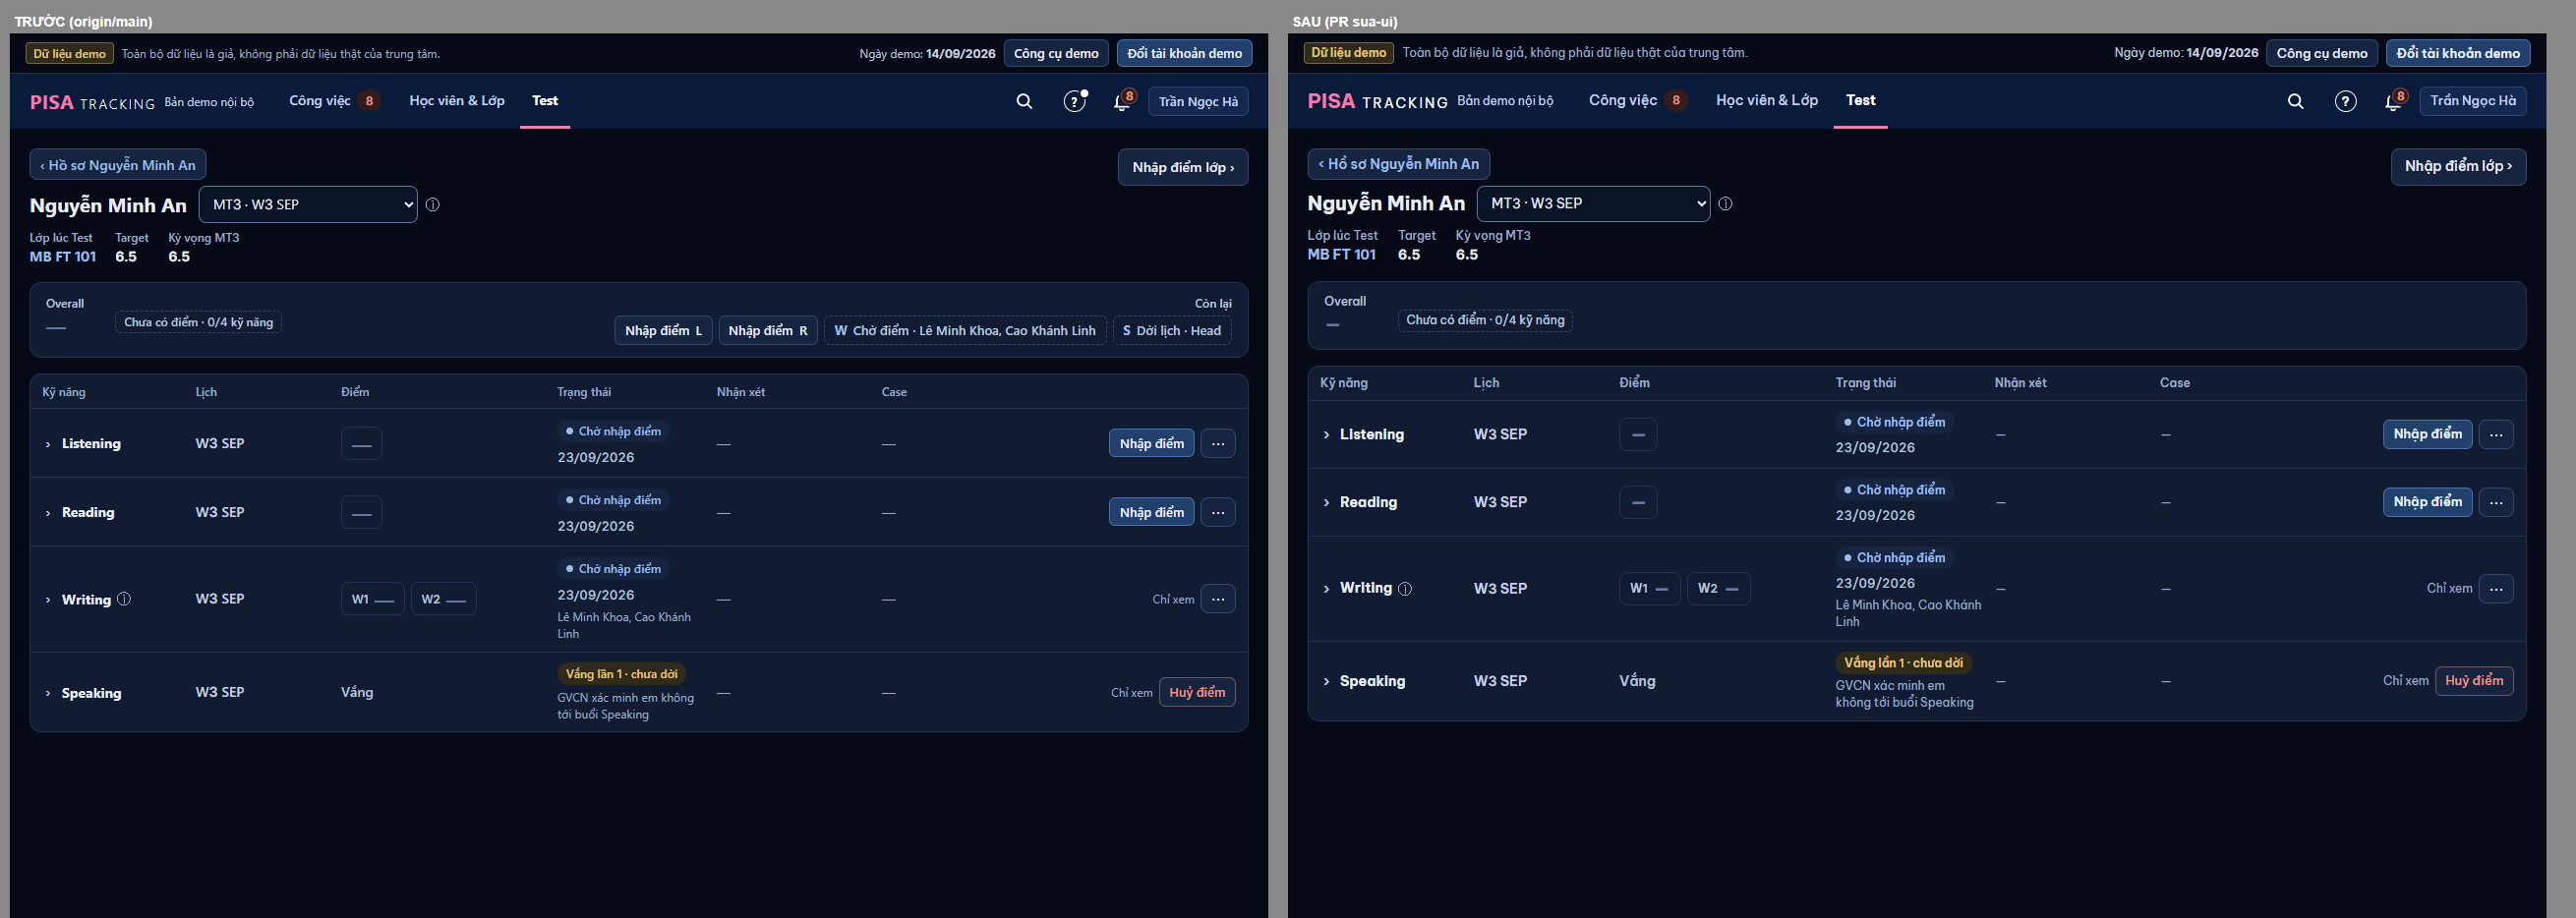 TRƯỚC (origin/main)
Dữ liệu demo Toàn bộ dữ liệu là giả, không phải dữ liệu thật của trung tâm. Ngày demo: 14/09/2026 Công cụ demo Đổi tài khoản demo
PISA TRACKING Bản demo nội bộ Công việc 8 Học viên & Lớp Test ? 8 Trần Ngọc Hà
‹ Hồ sơ Nguyễn Minh An Nhập điểm lớp ›
Nguyễn Minh An MT3 · W3 SEP ⓘ
Lớp lúc Test Target Kỳ vọng MT3
MB FT 101 6.5 6.5
Overall Còn lại
— Chưa có điểm · 0/4 kỹ năng Nhập điểm L Nhập điểm R W Chờ điểm · Lê Minh Khoa, Cao Khánh Linh S Dời lịch · Head
Kỹ năng Lịch Điểm Trạng thái Nhận xét Case
› Listening W3 SEP — Chờ nhập điểm — — Nhập điểm ···
23/09/2026
› Reading W3 SEP — Chờ nhập điểm — — Nhập điểm ···
23/09/2026
› Writing ⓘ W3 SEP W1 — W2 — Chờ nhập điểm — — Chỉ xem ···
23/09/2026
Lê Minh Khoa, Cao Khánh
Linh
› Speaking W3 SEP Vắng Vắng lần 1 · chưa dời — — Chỉ xem Huỷ điểm
GVCN xác minh em không
tới buổi Speaking
SAU (PR sua-ui)
Dữ liệu demo Toàn bộ dữ liệu là giả, không phải dữ liệu thật của trung tâm. Ngày demo: 14/09/2026 Công cụ demo Đổi tài khoản demo
PISA TRACKING Bản demo nội bộ Công việc 8 Học viên & Lớp Test ? 8 Trần Ngọc Hà
‹ Hồ sơ Nguyễn Minh An Nhập điểm lớp ›
Nguyễn Minh An MT3 · W3 SEP ⓘ
Lớp lúc Test Target Kỳ vọng MT3
MB FT 101 6.5 6.5
Overall
— Chưa có điểm · 0/4 kỹ năng
Kỹ năng Lịch Điểm Trạng thái Nhận xét Case
› Listening W3 SEP — Chờ nhập điểm — — Nhập điểm ···
23/09/2026
› Reading W3 SEP — Chờ nhập điểm — — Nhập điểm ···
23/09/2026
› Writing ⓘ W3 SEP W1 — W2 — Chờ nhập điểm — — Chỉ xem ···
23/09/2026
Lê Minh Khoa, Cao Khánh
Linh
› Speaking W3 SEP Vắng Vắng lần 1 · chưa dời — — Chỉ xem Huỷ điểm
GVCN xác minh em
không tới buổi Speaking